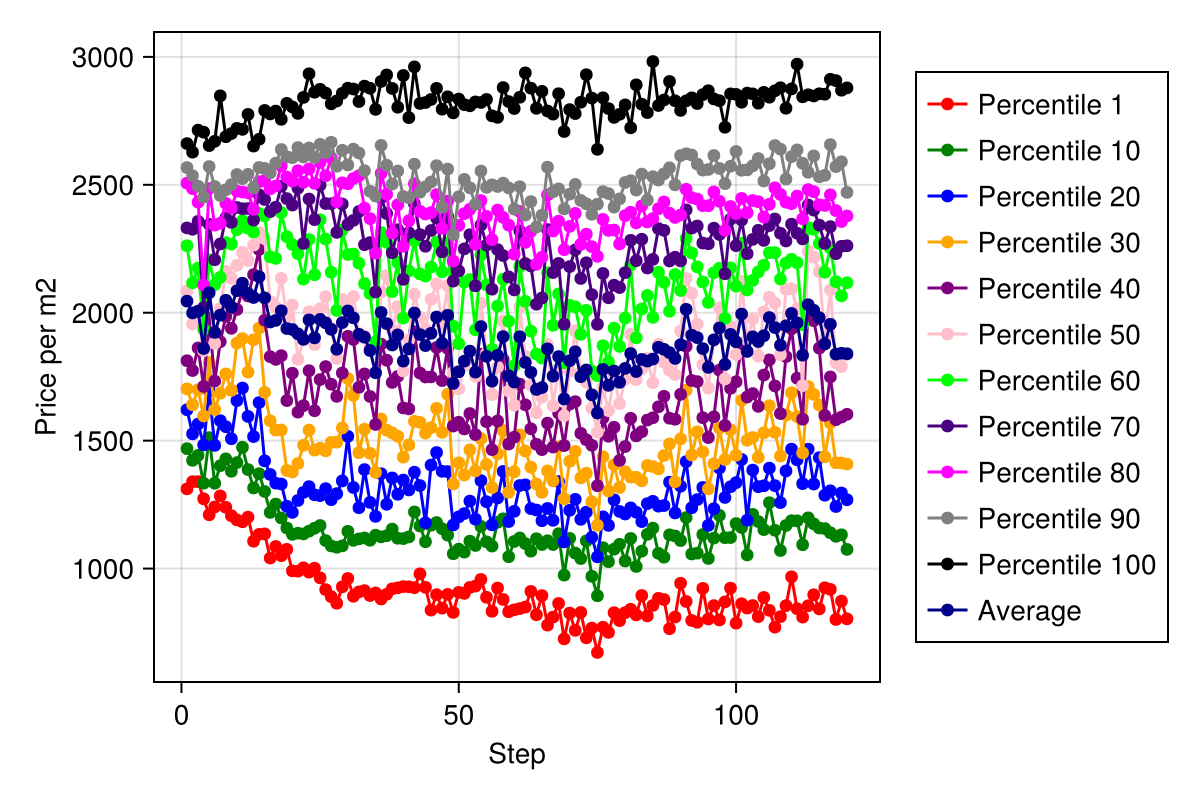 3000
2500
2000
1500
1000
Price per m2
0
50
100
Step
Percentile 1
Percentile 10
Percentile 20
Percentile 30
Percentile 40
Percentile 50
Percentile 60
Percentile 70
Percentile 80
Percentile 90
Percentile 100
Average